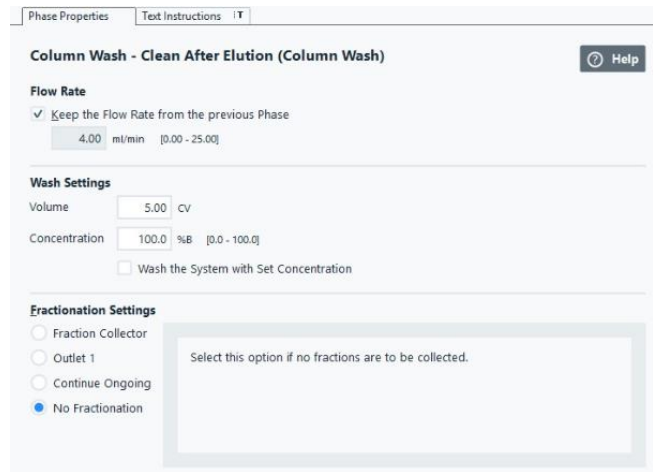 Phase Properties Text Instructions IT
Column Wash - Clean After Elution (Column Wash)
Help
Flow Rate
Keep the Flow Rate from the previous Phase
4.00 ml/min [0.00 - 25.00]
Wash Settings
Volume 5.00 CV
Concentration 100.0 %B [0.0 - 100.0]
Wash the System with Set Concentration
Fractionation Settings
Fraction Collector
Outlet 1
Select this option if no fractions are to be collected.
Continue Ongoing
No Fractionation